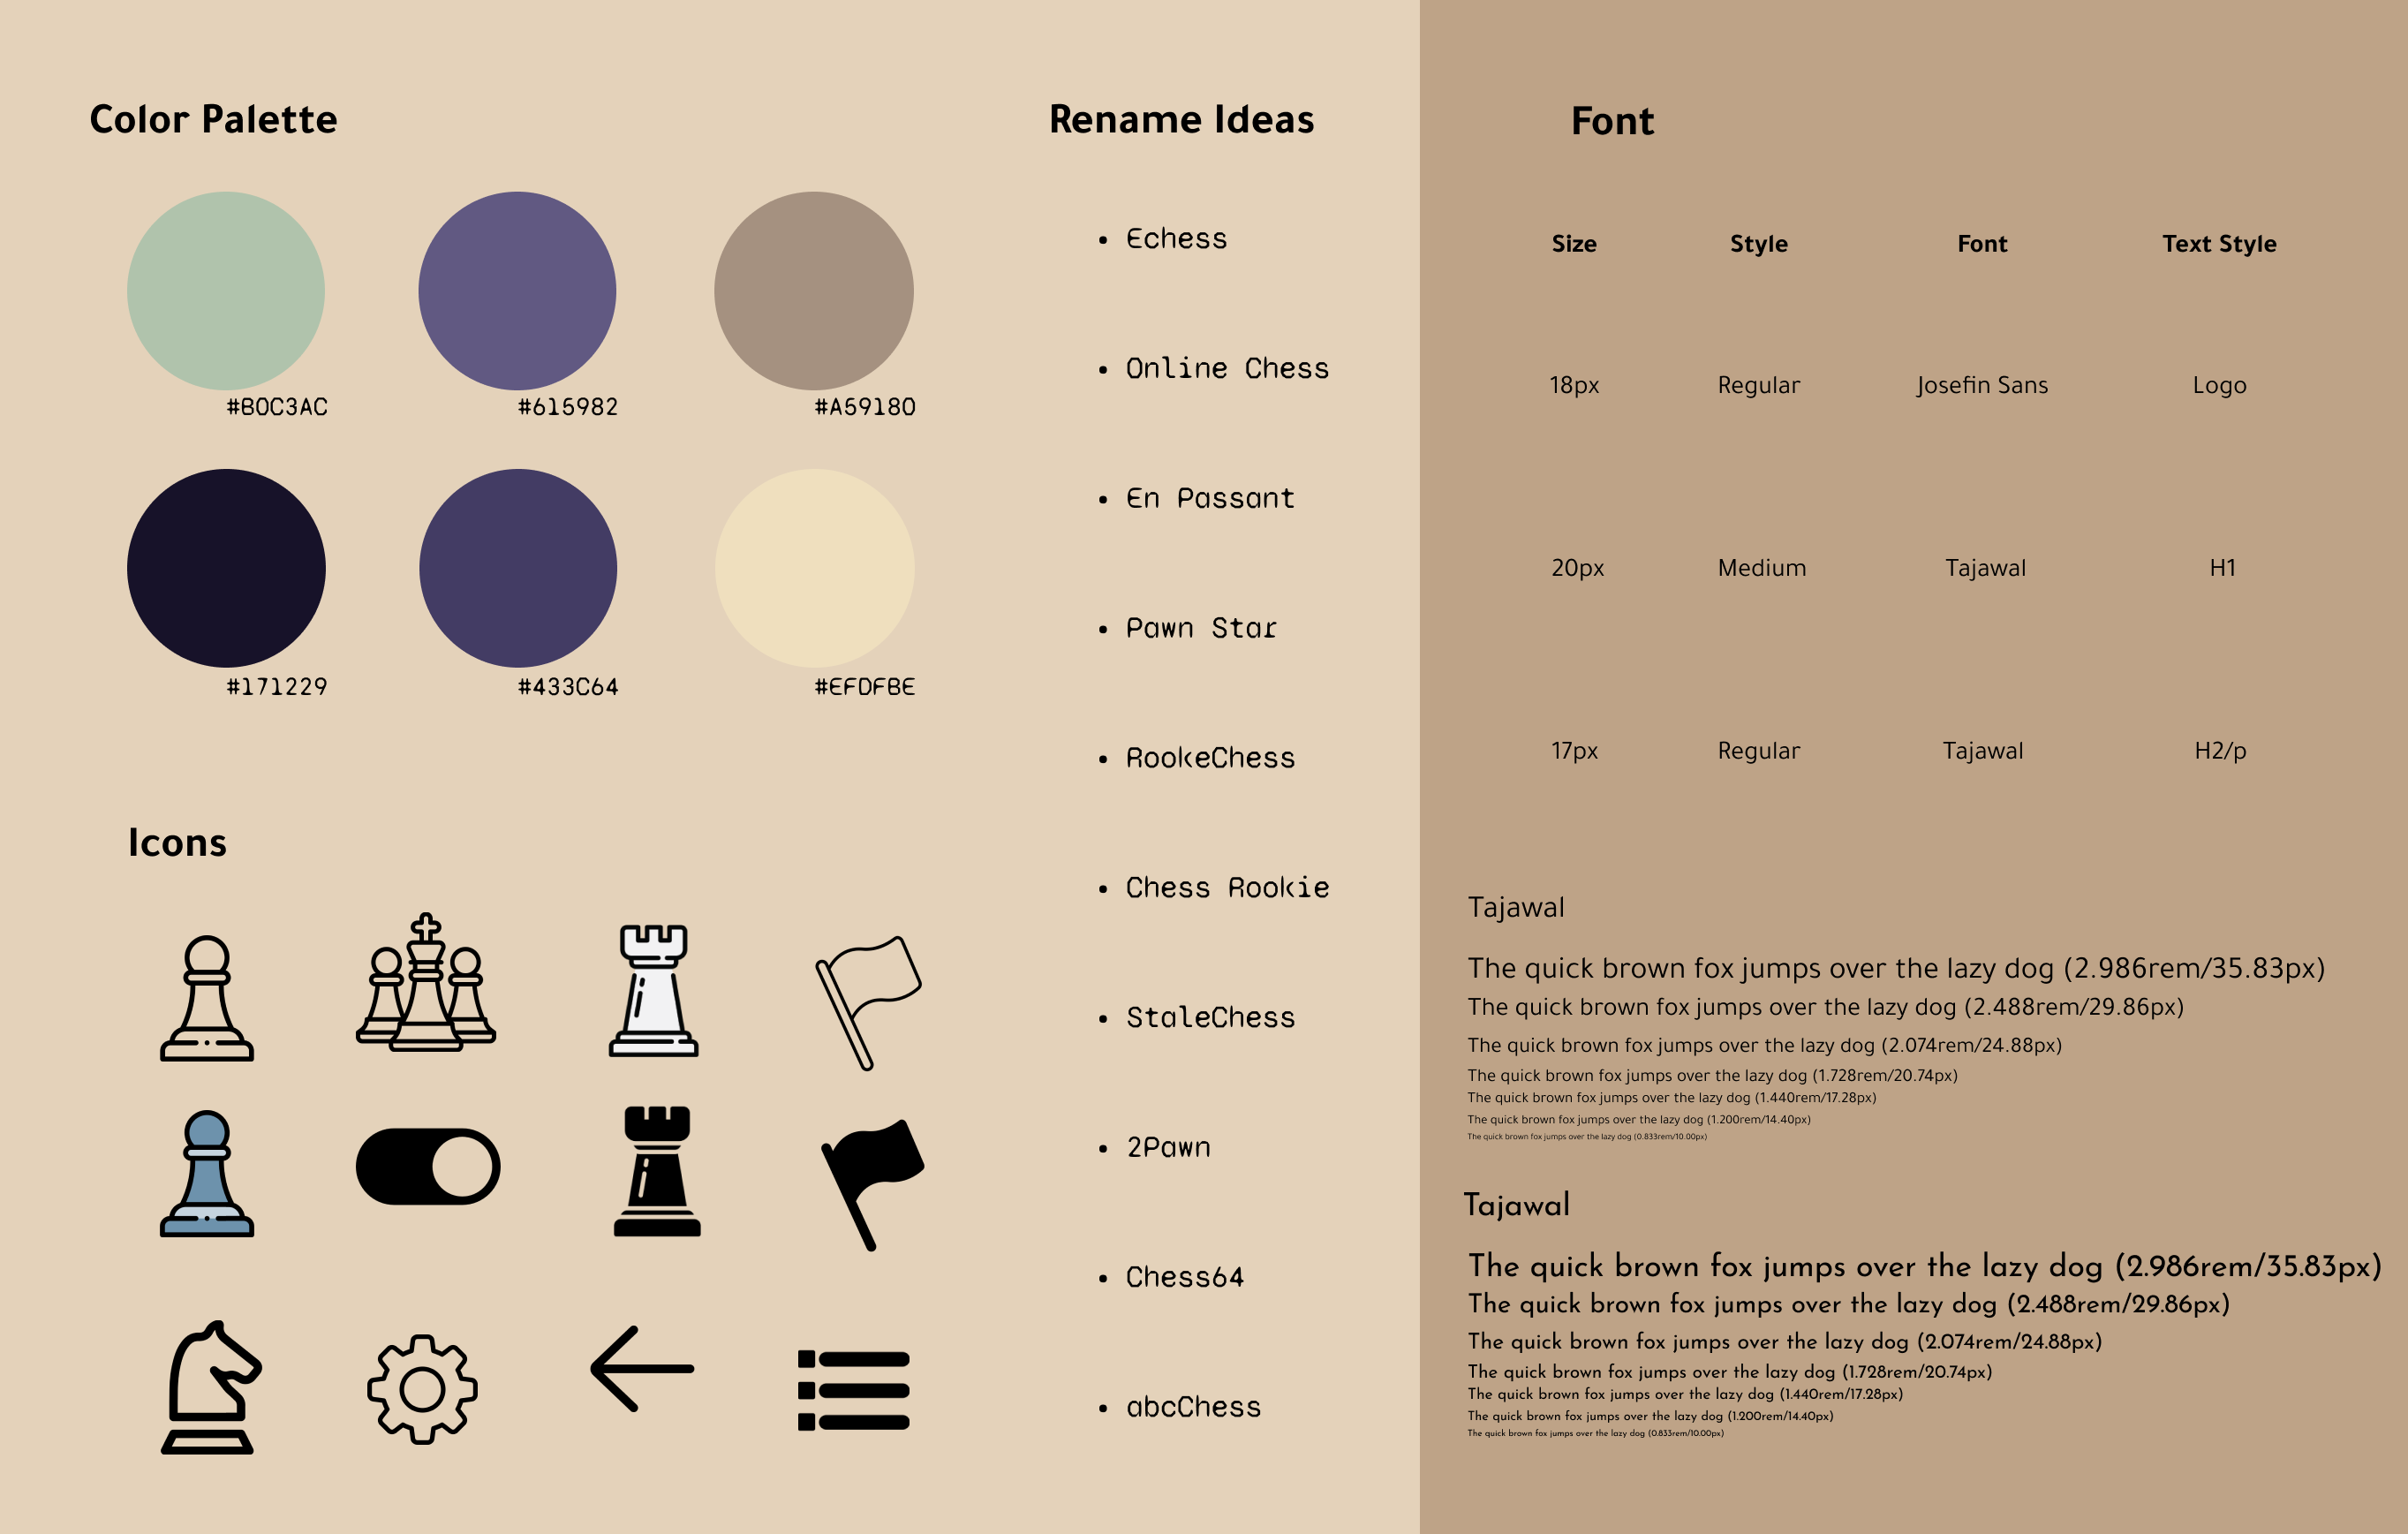 Color Palette
#B0C3AC
#615982
#A59180
#171229
#433C64
#EFDFBE
Icons
Rename Ideas
• Echess
• Online Chess
• En Passant
• Pawn Star
• RookeChess
• Chess Rookie
• StaleChess
• 2Pawn
• Chess64
• abcChess
Font
Size Style Font Text Style
18px Regular Josefin Sans Logo
20px Medium Tajawal H1
17px Regular Tajawal H2/p
Tajawal
The quick brown fox jumps over the lazy dog (2.986rem/35.83px)
The quick brown fox jumps over the lazy dog (2.488rem/29.86px)
The quick brown fox jumps over the lazy dog (2.074rem/24.88px)
The quick brown fox jumps over the lazy dog (1.728rem/20.74px)
The quick brown fox jumps over the lazy dog (1.440rem/17.28px)
The quick brown fox jumps over the lazy dog (1.200rem/14.40px)
The quick brown fox jumps over the lazy dog (0.833rem/10.00px)
Tajawal
The quick brown fox jumps over the lazy dog (2.986rem/35.83px)
The quick brown fox jumps over the lazy dog (2.488rem/29.86px)
The quick brown fox jumps over the lazy dog (2.074rem/24.88px)
The quick brown fox jumps over the lazy dog (1.728rem/20.74px)
The quick brown fox jumps over the lazy dog (1.440rem/17.28px)
The quick brown fox jumps over the lazy dog (1.200rem/14.40px)
The quick brown fox jumps over the lazy dog (0.833rem/10.00px)